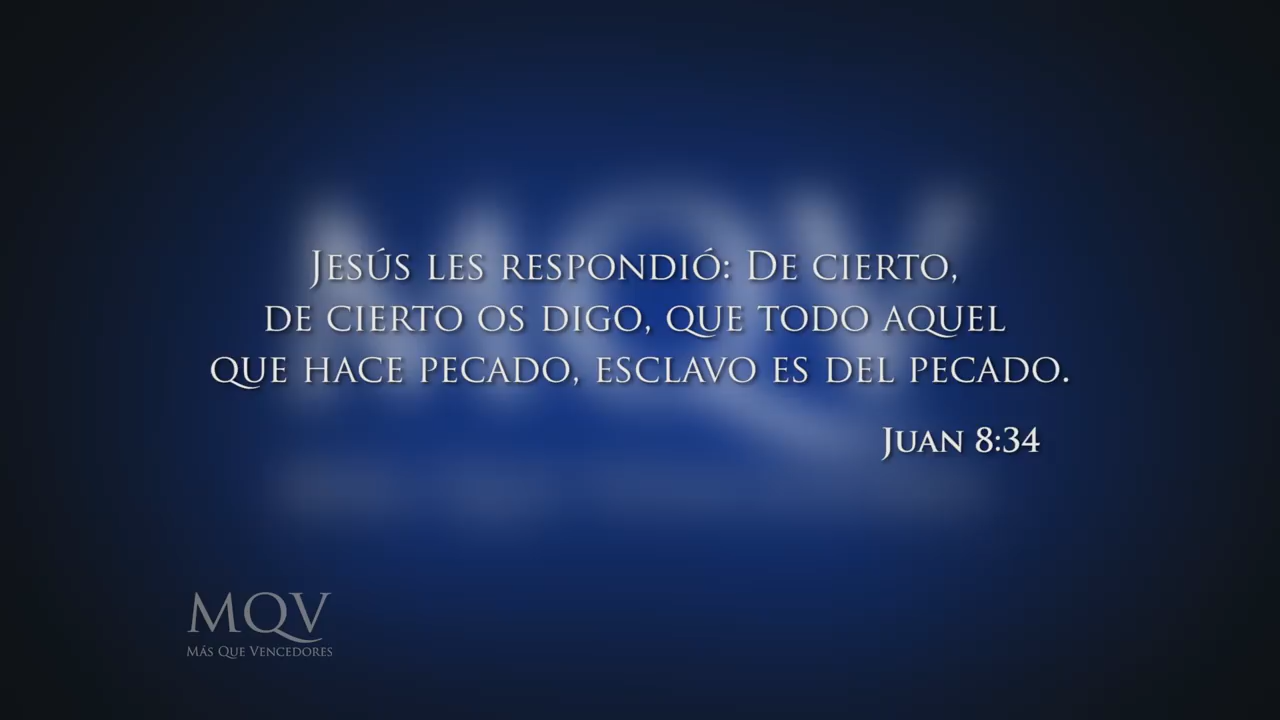 Jesús les respondió: De cierto,
de cierto os digo, que todo aquel
que hace pecado, esclavo es del pecado.
Juan 8:34
MQV
Más Que Vencedores